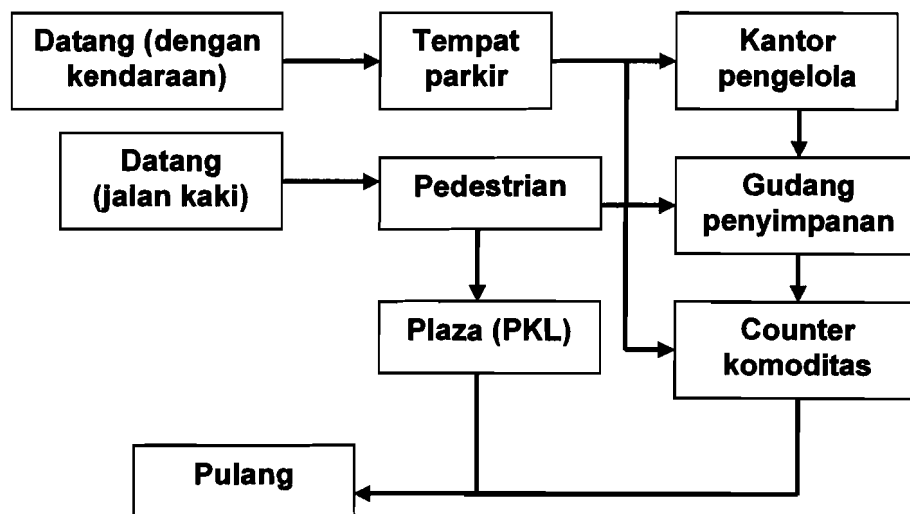 Datang (dengan
kendaraan)
Tempat
parkir
Kantor
pengelola
Datang
(jalan kaki)
Pedestrian
Gudang
penyimpanan
Plaza (PKL)
Counter
komoditas
Pulang